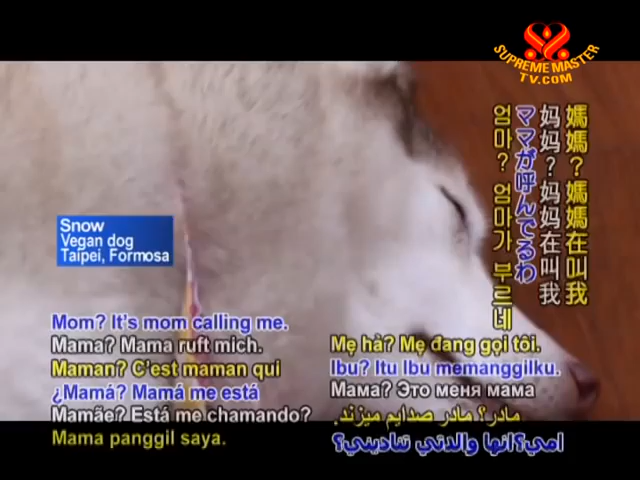 SUPREME MASTER
TV.COM
媽媽？媽媽在叫我
妈妈？妈妈在叫我
ママが呼んでるわ
엄마? 엄마가 부르네
Snow
Vegan dog
Taipei, Formosa
Mom? It's mom calling me.
Mama? Mama ruft mich.
Maman? C'est maman qui
¿Mamá? Mamá me está
Mamãe? Está me chamando?
Mama panggil saya.
Mẹ hả? Mẹ đang gọi tôi.
Ibu? Itu Ibu memanggilku.
Мама? Это меня мама
مادر؟ مادر صدایم میزند.
امي؟انها والدتي تناديني؟